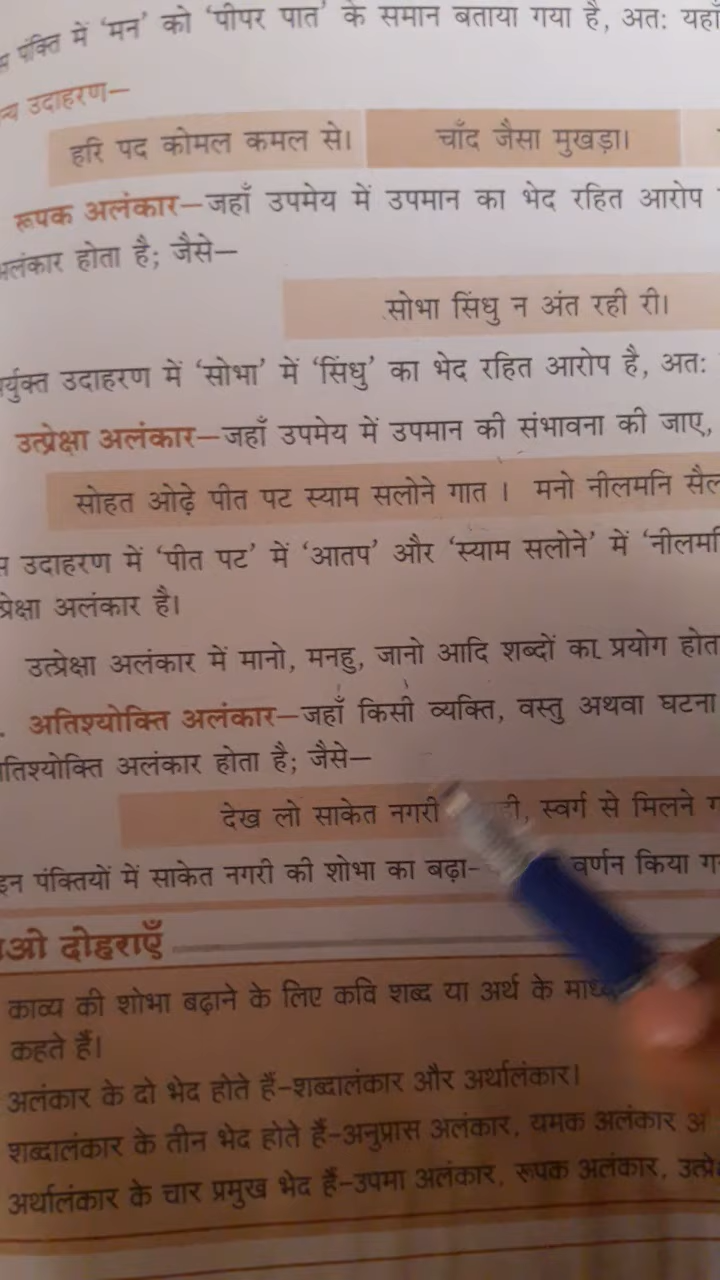 पंक्ति में ‘मन’ को ‘पीपर पात’ के समान बताया गया है, अत: यहाँ
उदाहरण—
हरि पद कोमल कमल से। चाँद जैसा मुखड़ा।
रूपक अलंकार—जहाँ उपमेय में उपमान का भेद रहित आरोप
अलंकार होता है; जैसे—
सोभा सिंधु न अंत रही री।
उदाहरण में ‘सोभा’ में ‘सिंधु’ का भेद रहित आरोप है, अत:
उत्प्रेक्षा अलंकार—जहाँ उपमेय में उपमान की संभावना की जाए,
सोहत ओढ़े पीत पट स्याम सलोने गात । मनो नीलमनि सैल
उदाहरण में ‘पीत पट’ में ‘आतप’ और ‘स्याम सलोने’ में
अलंकार है।
उत्प्रेक्षा अलंकार में मानो, मनहु, जानो आदि शब्दों का प्रयोग
अतिश्योक्ति अलंकार—जहाँ किसी व्यक्ति, वस्तु अथवा घटना
अलंकार होता है; जैसे—
देख लो साकेत नगरी स्वर्ग से मिलने
इन पंक्तियों में साकेत नगरी की शोभा का बढ़ा- वर्णन किया
दोहराएँ
काव्य की शोभा बढ़ाने के लिए कवि शब्द या अर्थ के
कहते हैं।
अलंकार के दो भेद होते हैं-शब्दालंकार और अर्थालंकार।
शब्दालंकार के तीन भेद होते हैं-अनुप्रास अलंकार, यमक अलंकार
अर्थालंकार के चार प्रमुख भेद हैं-उपमा अलंकार, रूपक अलंकार,